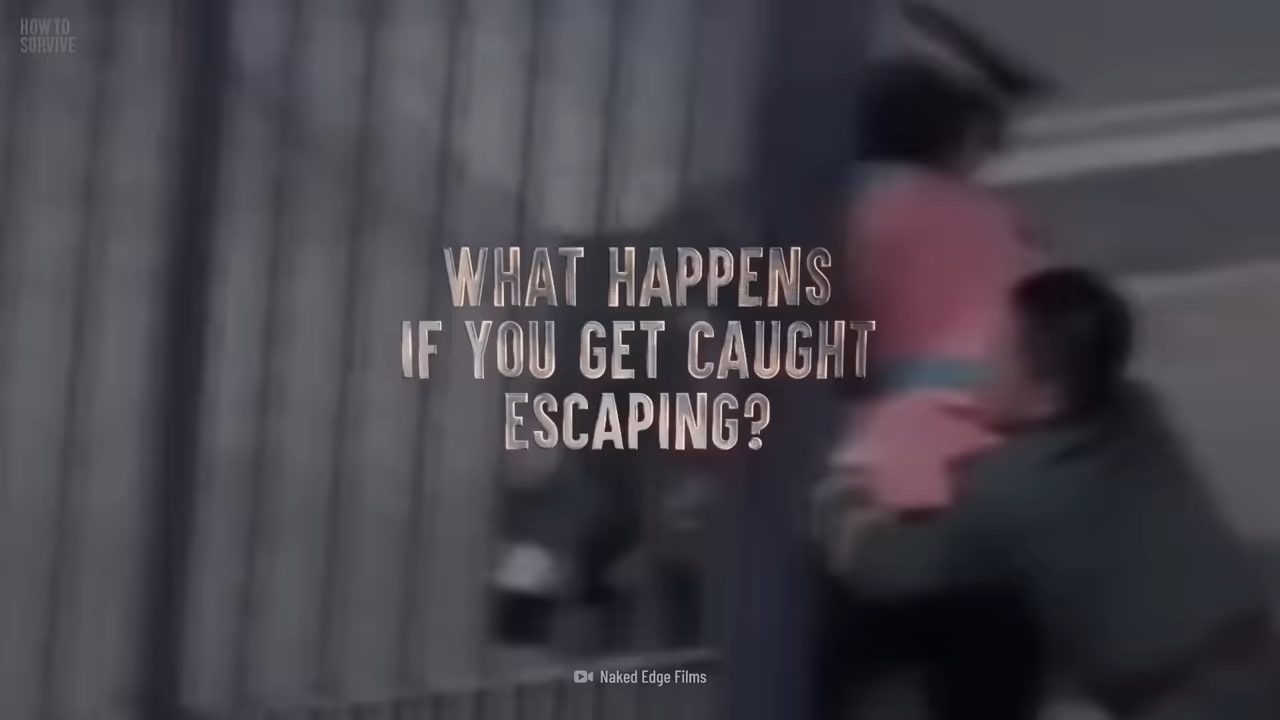 HOW TO
SURVIVE
WHAT HAPPENS
IF YOU GET CAUGHT
ESCAPING?
Naked Edge Films